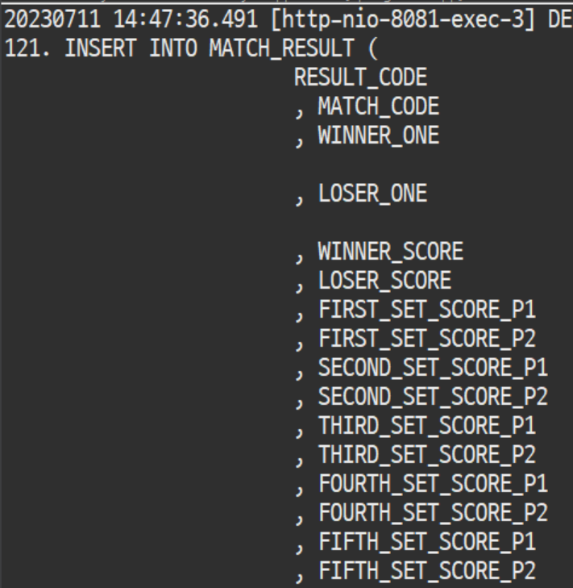 20230711 14:47:36.491 [http-nio-8081-exec-3] DE
121. INSERT INTO MATCH_RESULT (
RESULT_CODE
, MATCH_CODE
, WINNER_ONE
, LOSER_ONE
, WINNER_SCORE
, LOSER_SCORE
, FIRST_SET_SCORE_P1
, FIRST_SET_SCORE_P2
, SECOND_SET_SCORE_P1
, SECOND_SET_SCORE_P2
, THIRD_SET_SCORE_P1
, THIRD_SET_SCORE_P2
, FOURTH_SET_SCORE_P1
, FOURTH_SET_SCORE_P2
, FIFTH_SET_SCORE_P1
, FIFTH_SET_SCORE_P2